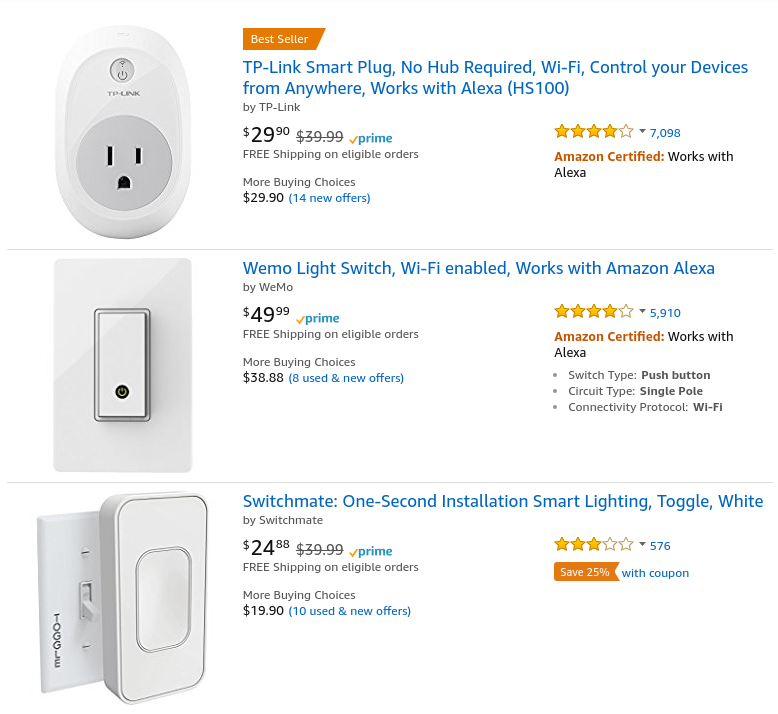 Best Seller
TP-Link Smart Plug, No Hub Required, Wi-Fi, Control your Devices
from Anywhere, Works with Alexa (HS100)
by TP-Link
$29 90 $39.99 prime
FREE Shipping on eligible orders
More Buying Choices
$29.90 (14 new offers)
7,098
Amazon Certified: Works with
Alexa
TP-LINK
Wemo Light Switch, Wi-Fi enabled, Works with Amazon Alexa
by WeMo
$49 99 prime
FREE Shipping on eligible orders
More Buying Choices
$38.88 (8 used & new offers)
5,910
Amazon Certified: Works with
Alexa
• Switch Type: Push button
• Circuit Type: Single Pole
• Connectivity Protocol: Wi-Fi
Switchmate: One-Second Installation Smart Lighting, Toggle, White
by Switchmate
$24 88 $39.99 prime
FREE Shipping on eligible orders
More Buying Choices
$19.90 (10 used & new offers)
576
Save 25% with coupon
TOGGLE